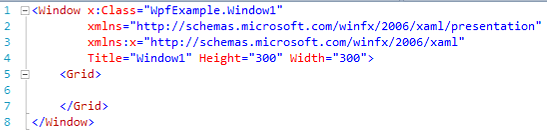 1 <Window x:Class="WpfExample.Window1"
2 xmlns="http://schemas.microsoft.com/winfx/2006/xaml/presentation"
3 xmlns:x="http://schemas.microsoft.com/winfx/2006/xaml"
4 Title="Window1" Height="300" Width="300">
5 <Grid>
6
7 </Grid>
8 </Window>